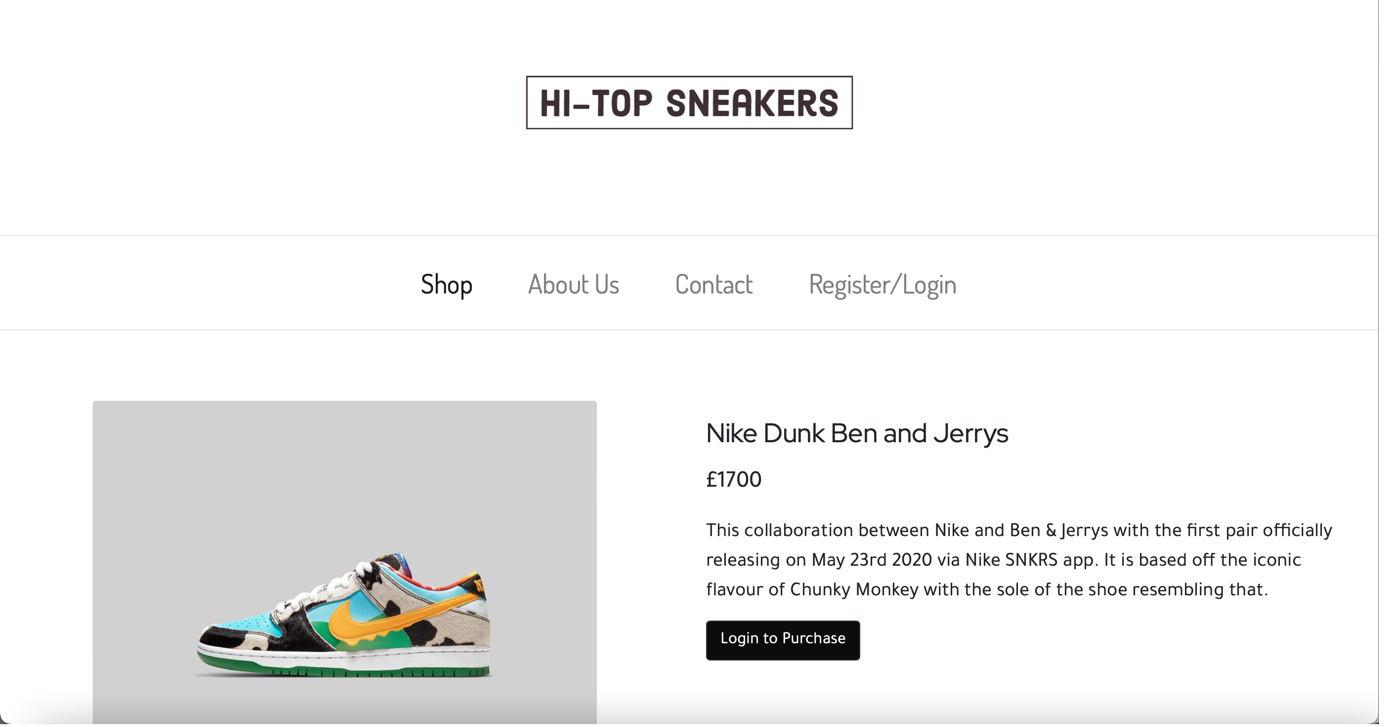 HI-TOP SNEAKERS
Shop About Us Contact Register/Login
Nike Dunk Ben and Jerrys
£1700
This collaboration between Nike and Ben & Jerrys with the first pair officially
releasing on May 23rd 2020 via Nike SNKRS app. It is based off the iconic
flavour of Chunky Monkey with the sole of the shoe resembling that.
Login to Purchase